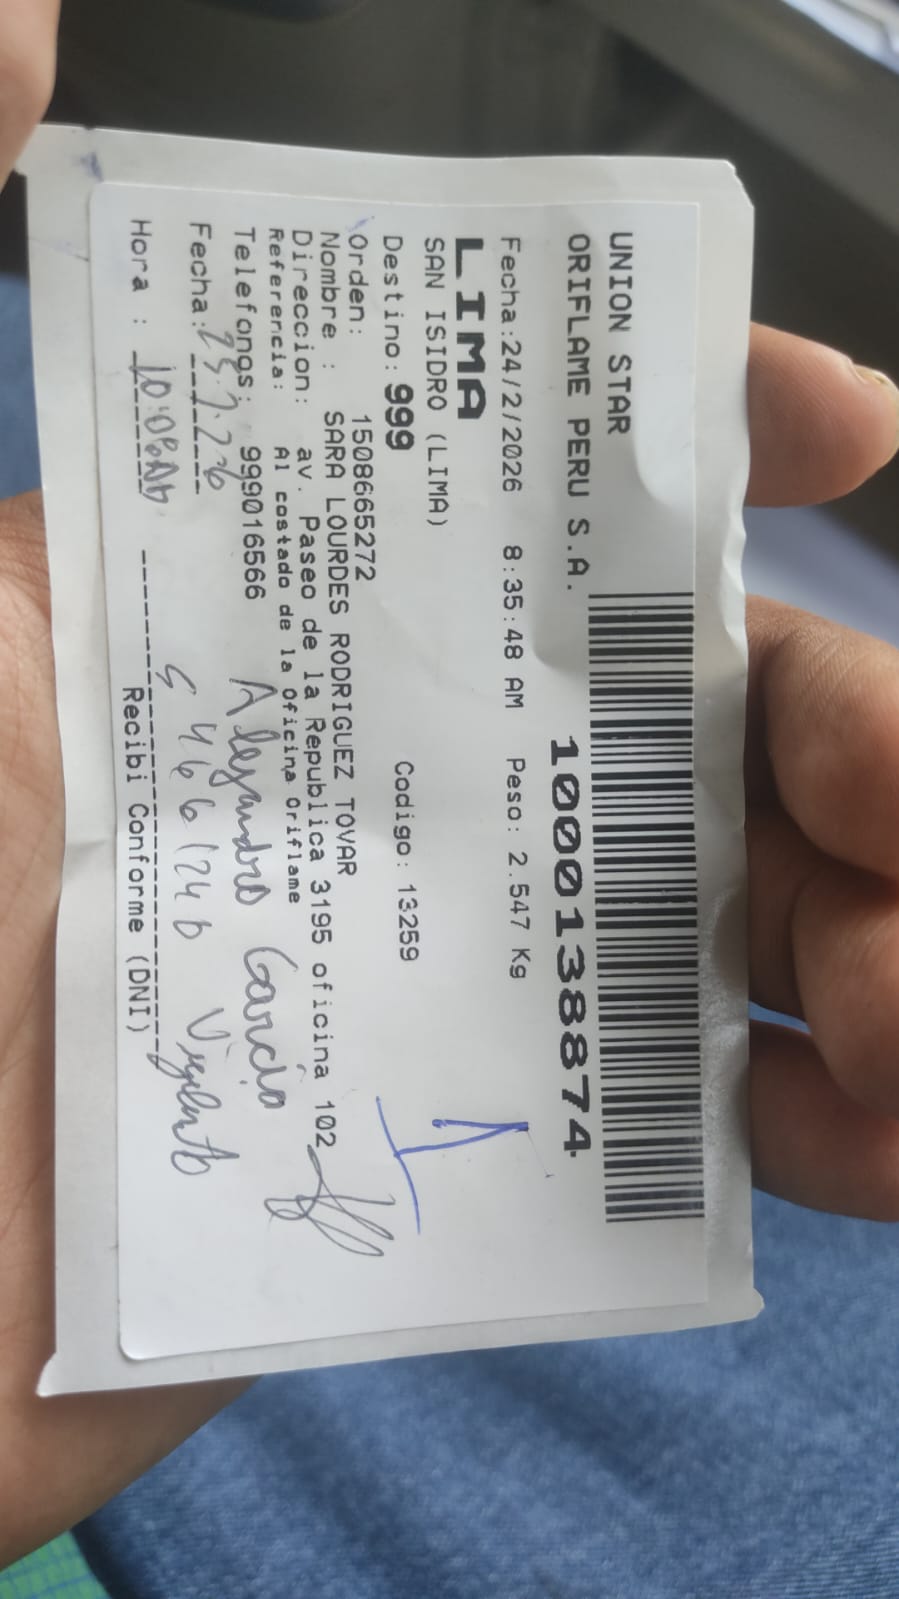 UNION STAR
ORIFLAME PERU S.A.
1000138874
Fecha:24/2/2026 8:35:48 AM Peso: 2.547 Kg
LIMA
SAN ISIDRO (LIMA)
Destino: 999 Codigo: 13259
Orden: 1508665272
Nombre : SARA LOURDES RODRIGUEZ TOVAR
Direccion: av. Paseo de la Republica 3195 oficina 102
Referencia: Al costado de la Oficina Oriflame
Telefonos: 999016566
Alejandro García
Fecha:
Hora : 10:08
Vigilante
Recibi Conforme (DNI)